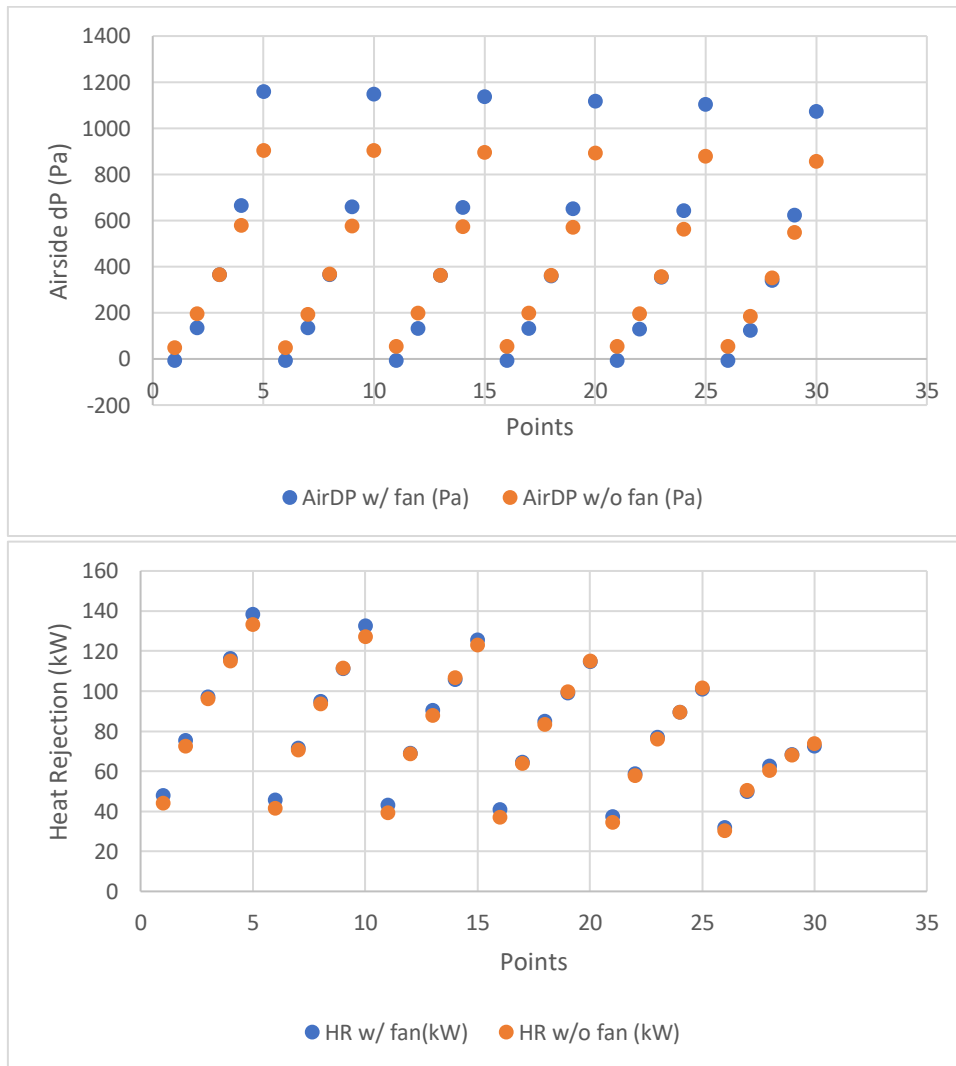 1400
1200
1000
800
600
400
200
0
-200
Airside dP (Pa)
0 5 10 15 20 25 30 35
Points
AirDP w/ fan (Pa) AirDP w/o fan (Pa)
160
140
120
100
80
60
40
20
0
Heat Rejection (kW)
0 5 10 15 20 25 30 35
Points
HR w/ fan(kW) HR w/o fan (kW)